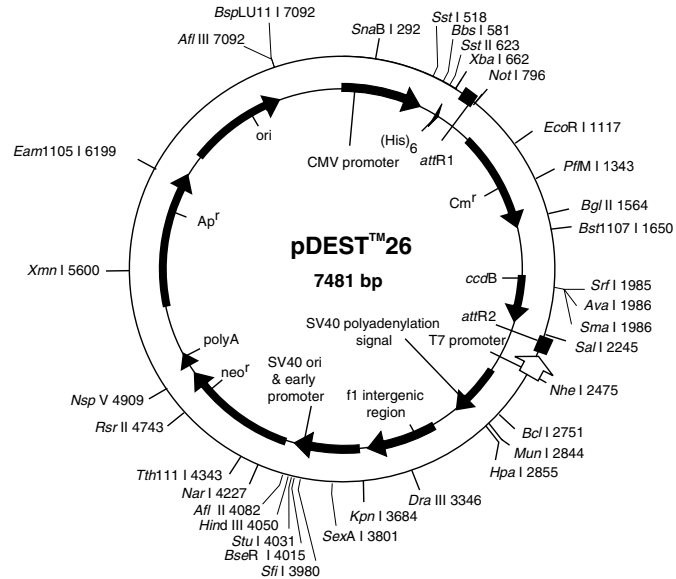 BspLU11 I 7092
Afl III 7092
SnaB I 292
Sst I 518
Bbs I 581
Sst II 623
Xba I 662
Not I 796
EcoR I 1117
PflM I 1343
Bgl II 1564
Bst1107 I 1650
Srf I 1985
Ava I 1986
Sma I 1986
Sal I 2245
Nhe I 2475
Bcl I 2751
Mun I 2844
Hpa I 2855
Dra III 3346
Kpn I 3684
SexA I 3801
Sfi I 3980
BseR I 4015
Stu I 4031
Hind III 4050
Afl II 4082
Nar I 4227
Tth111 I 4343
Rsr II 4743
Nsp V 4909
Xmn I 5600
Eam1105 I 6199
ori
CMV promoter
(His)6
attR1
Cmr
ccdB
attR2
T7 promoter
SV40 polyadenylation
signal
f1 intergenic
region
SV40 ori
& early
promoter
neor
polyA
Apr
pDEST™26
7481 bp